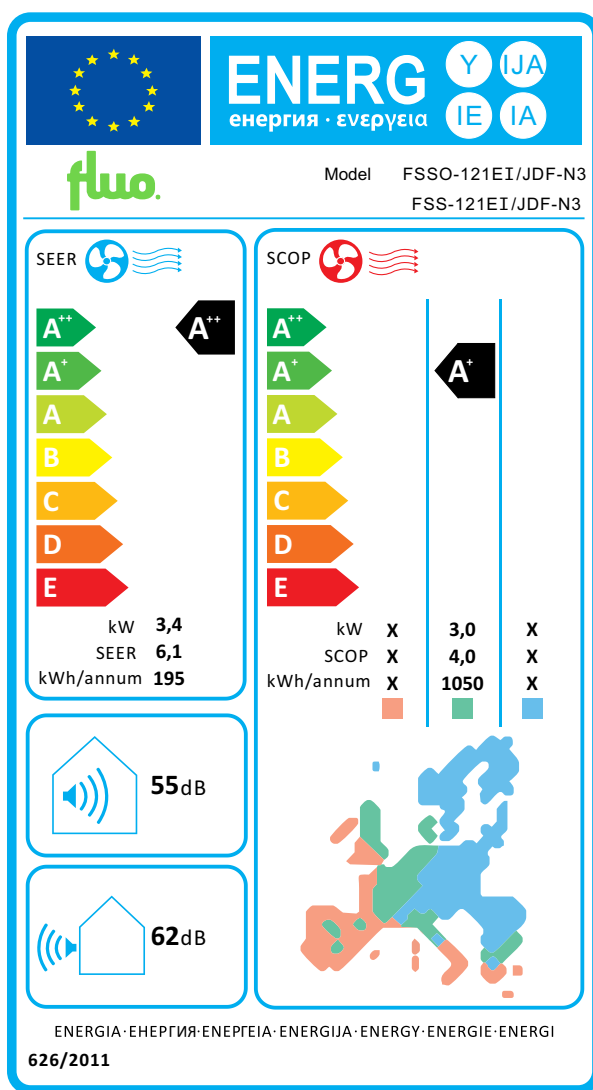 ENERG
енергия · ενεργεια
Y IJA
IE IA
fluo.
Model FSSO-121EI/JDF-N3
FSS-121EI/JDF-N3
SEER
A++
A++
A+
A
B
C
D
E
kW 3,4
SEER 6,1
kWh/annum 195
SCOP
A++
A+
A+
A
B
C
D
E
kW X 3,0 X
SCOP X 4,0 X
kWh/annum X 1050 X
55dB
62dB
ENERGIA·ЕНЕРГИЯ·ΕΝΕΡΓΕΙΑ·ENERGIJA·ENERGY·ENERGIE·ENERGI
626/2011